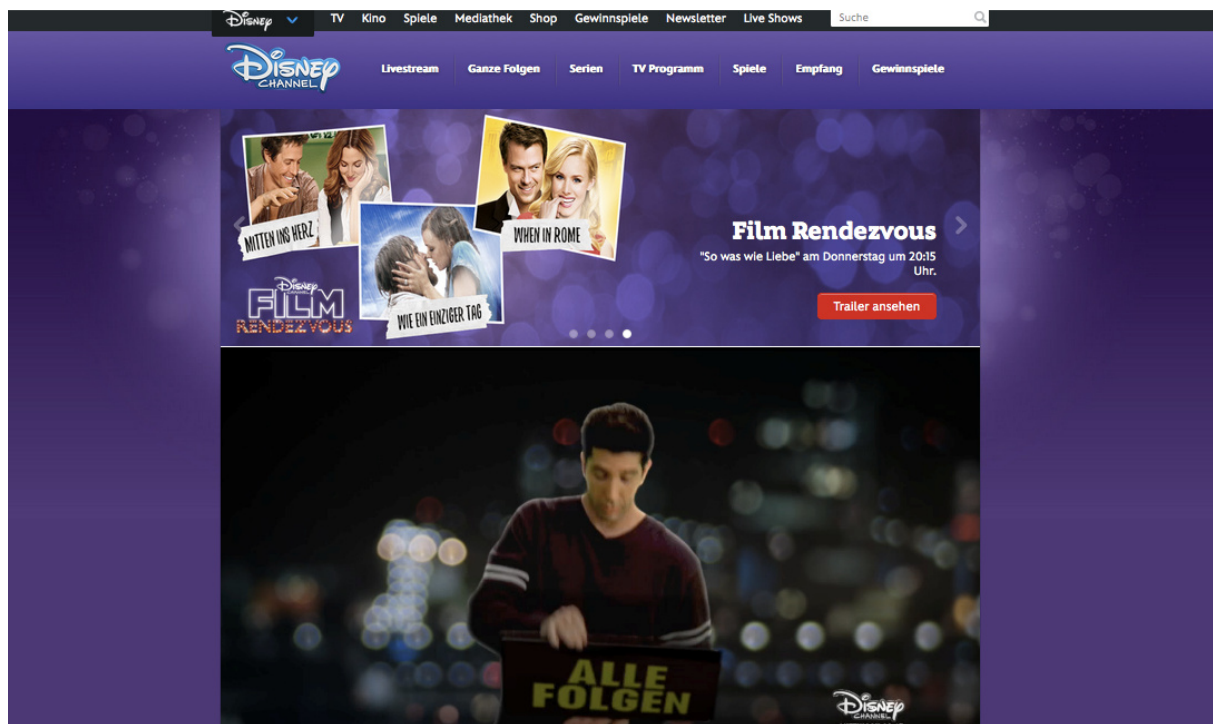 Disney
TV Kino Spiele Mediathek Shop Gewinnspiele Newsletter Live Shows Suche
Disney
CHANNEL
Livestream Ganze Folgen Serien TV Programm Spiele Empfang Gewinnspiele
MITTEN INS HERZ
WHEN IN ROME
WIE EIN EINZIGER TAG
Disney
CHANNEL
FILM
RENDEZVOUS
Film Rendezvous
"So was wie Liebe" am Donnerstag um 20:15
Uhr.
Trailer ansehen
ALLE
FOLGEN
Disney
CHANNEL